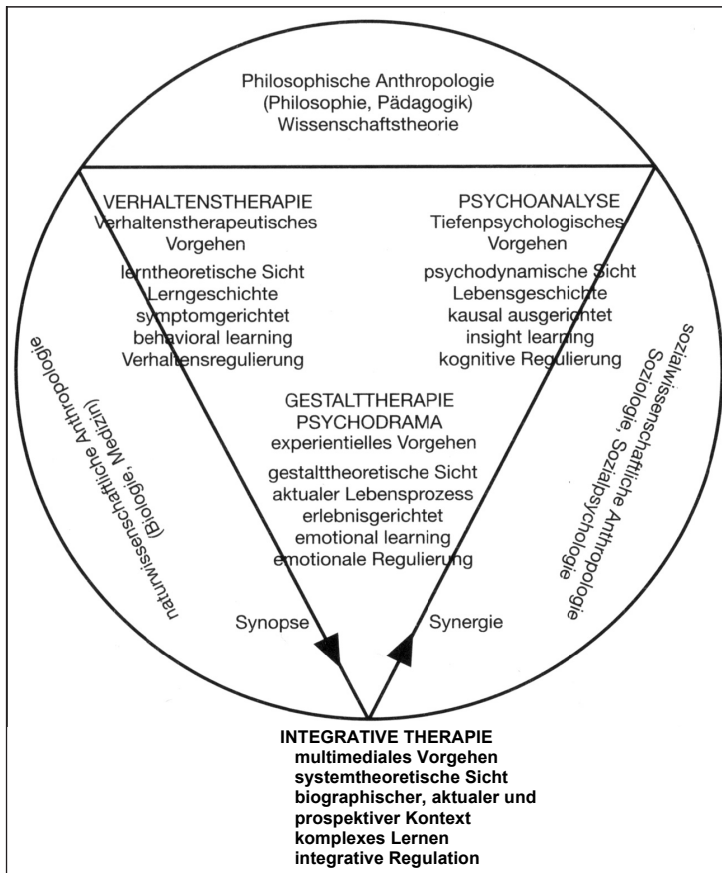 Philosophische Anthropologie
(Philosophie, Pädagogik)
Wissenschaftstheorie
VERHALTENSTHERAPIE
Verhaltenstherapeutisches
Vorgehen
lerntheoretische Sicht
Lerngeschichte
symptomgerichtet
behavioral learning
Verhaltensregulierung
PSYCHOANALYSE
Tiefenpsychologisches
Vorgehen
psychodynamische Sicht
Lebensgeschichte
kausal ausgerichtet
insight learning
kognitive Regulierung
GESTALTTHERAPIE
PSYCHODRAMA
experientielles Vorgehen
gestalttheoretische Sicht
aktualer Lebensprozess
erlebnisgerichtet
emotional learning
emotionale Regulierung
naturwissenschaftliche Anthropologie
(Biologie, Medizin)
sozialwissenschaftliche Anthropologie
Soziologie, Sozialpsychologie
Synopse
Synergie
INTEGRATIVE THERAPIE
multimediales Vorgehen
systemtheoretische Sicht
biographischer, aktualer und
prospektiver Kontext
komplexes Lernen
integrative Regulation